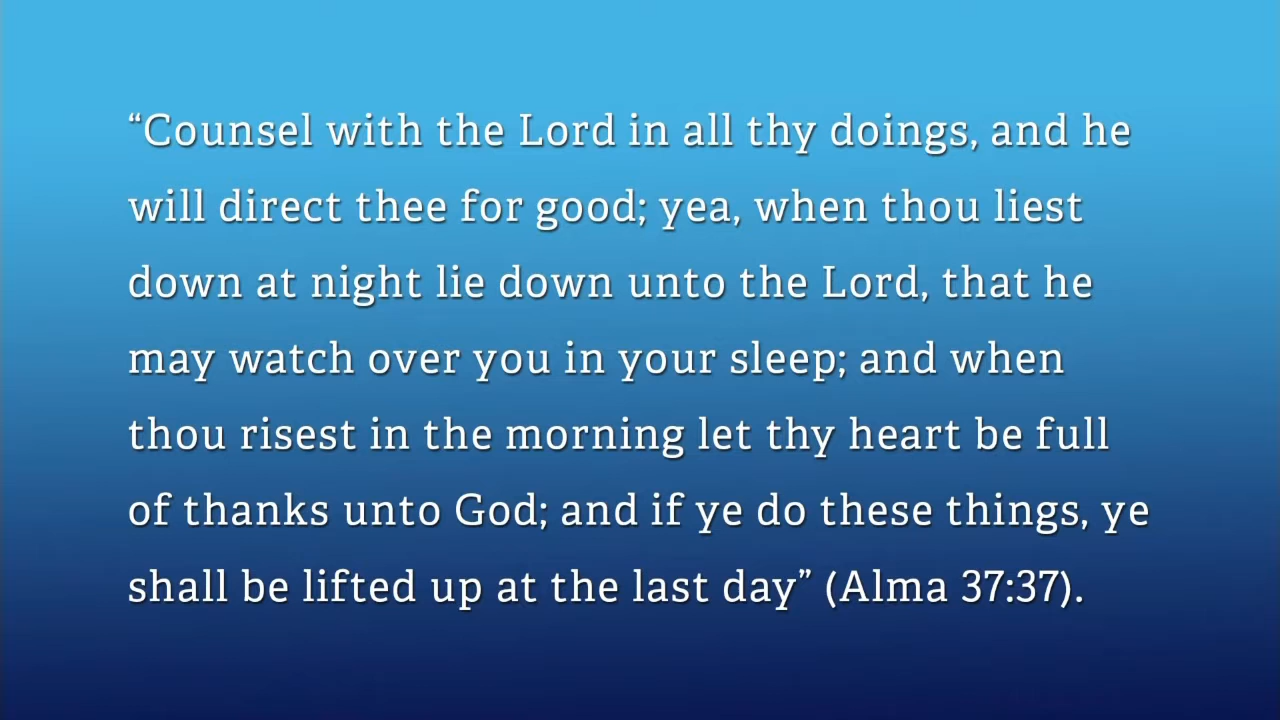 “Counsel with the Lord in all thy doings, and he
will direct thee for good; yea, when thou liest
down at night lie down unto the Lord, that he
may watch over you in your sleep; and when
thou risest in the morning let thy heart be full
of thanks unto God; and if ye do these things, ye
shall be lifted up at the last day” (Alma 37:37).